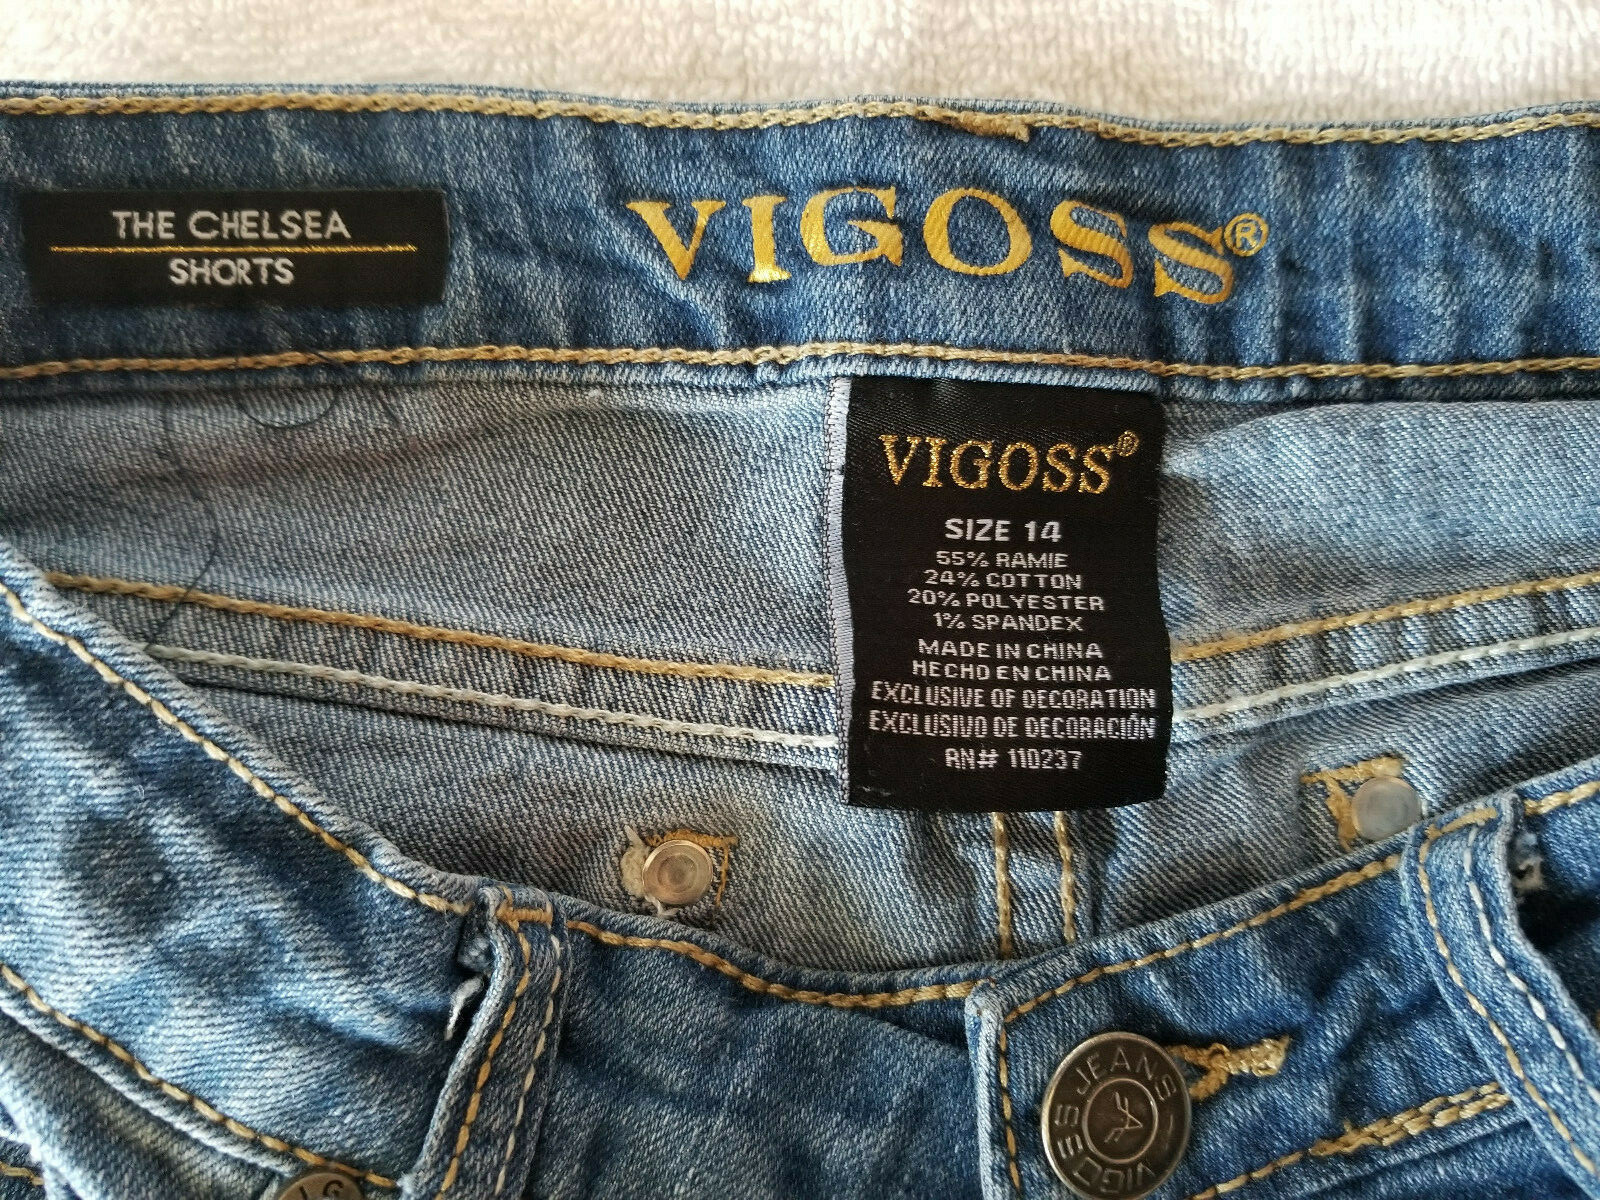 THE CHELSEA
SHORTS
VIGOSS®
VIGOSS®
SIZE 14
55% RAMIE
24% COTTON
20% POLYESTER
1% SPANDEX
MADE IN CHINA
HECHO EN CHINA
EXCLUSIVE OF DECORATION
EXCLUSIVO DE DECORACIÓN
RN# 110237
VIGOSS JEANS